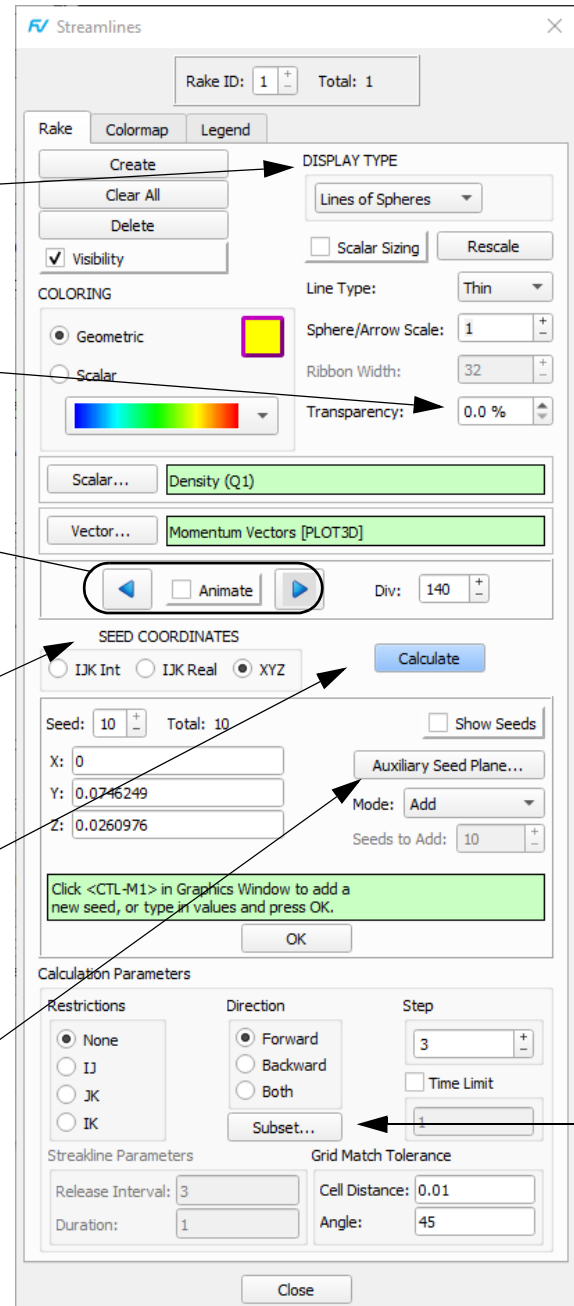 FV Streamlines
Rake ID: 1 Total: 1
Rake Colormap Legend
Create
Clear All
Delete
Visibility
DISPLAY TYPE
Lines of Spheres
Scalar Sizing Rescale
COLORING
Geometric
Scalar
Line Type: Thin
Sphere/Arrow Scale: 1
Ribbon Width: 32
Transparency: 0.0 %
Scalar... Density (Q1)
Vector... Momentum Vectors [PLOT3D]
Animate Div: 140
SEED COORDINATES
IJK Int IJK Real XYZ
Calculate
Seed: 10 Total: 10 Show Seeds
X: 0
Y: 0.0746249
Z: 0.0260976
Auxiliary Seed Plane...
Mode: Add
Seeds to Add: 10
Click <CTL-M1> in Graphics Window to add a
new seed, or type in values and press OK.
OK
Calculation Parameters
Restrictions
None
IJ
JK
IK
Direction
Forward
Backward
Both
Subset...
Step
3
Time Limit
1
Streakline Parameters
Release Interval: 3
Duration: 1
Grid Match Tolerance
Cell Distance: 0.01
Angle: 45
Close